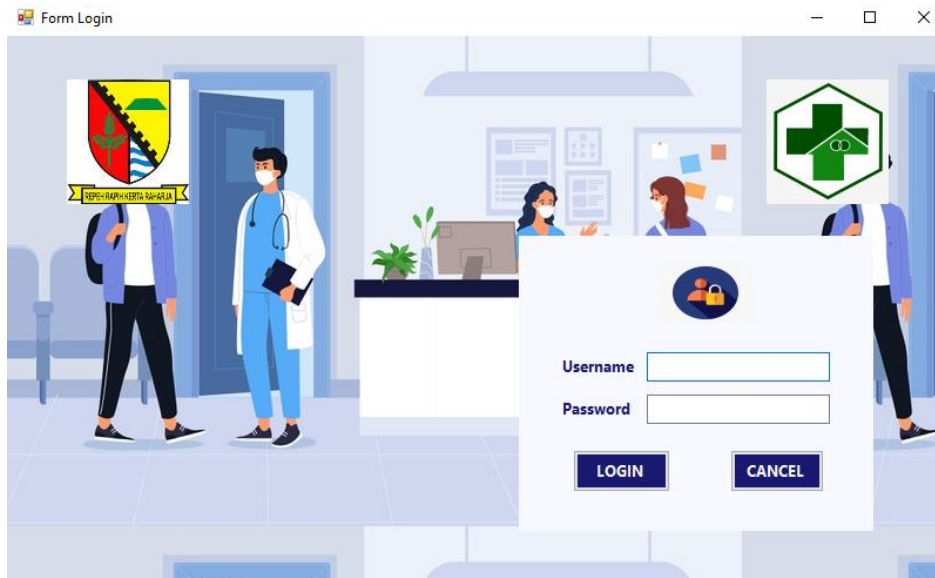 Form Login
REPEH RAPIH KERTA RAHARJA
Username
Password
LOGIN
CANCEL